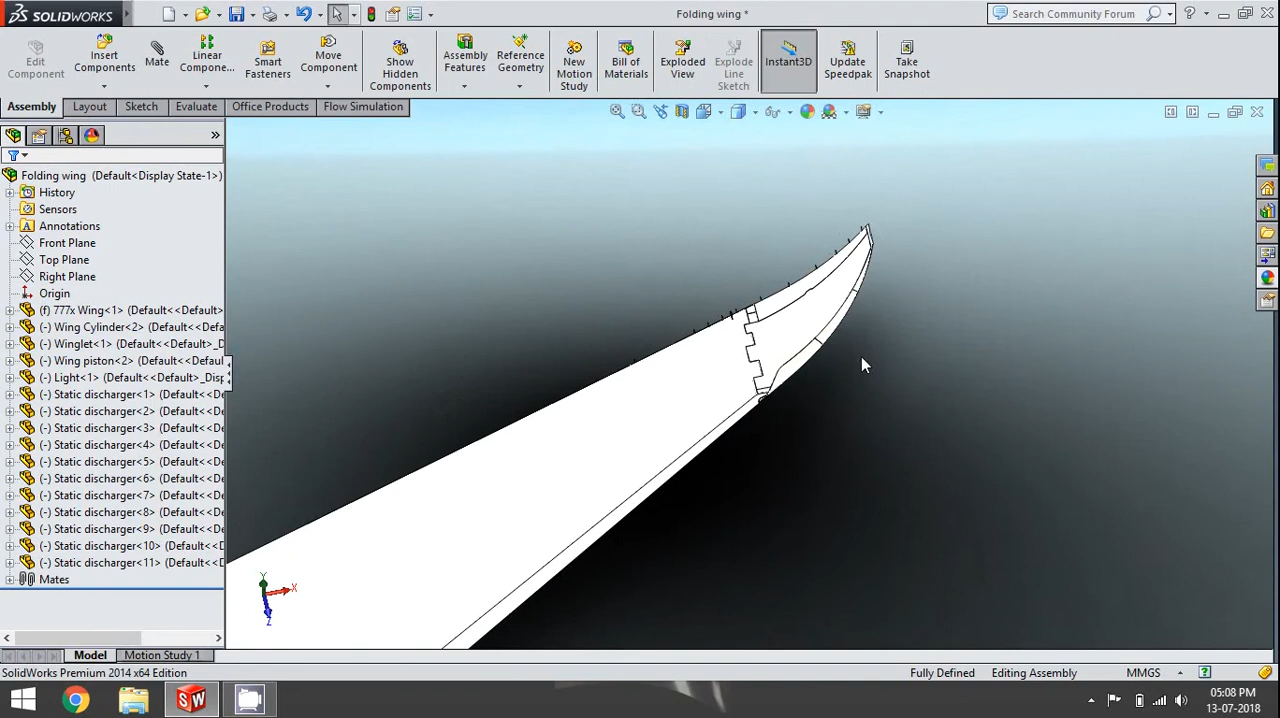 SOLIDWORKS
Folding wing *
Search Community Forum
Edit Component
Insert Components
Mate
Linear Compone...
Smart Fasteners
Move Component
Show Hidden Components
Assembly Features
Reference Geometry
New Motion Study
Bill of Materials
Exploded View
Explode Line Sketch
Instant3D
Update Speedpak
Take Snapshot
Assembly
Layout
Sketch
Evaluate
Office Products
Flow Simulation
Folding wing (Default<Display State-1>)
History
Sensors
A Annotations
Front Plane
Top Plane
Right Plane
Origin
(f) 777x Wing<1> (Default<<Default
(-) Wing Cylinder<2> (Default<<Defa
(-) Winglet<1> (Default<<Default>_D
(-) Wing piston<2> (Default<<Defaul
(-) Light<1> (Default<<Default>_Disp
(-) Static discharger<1> (Default<<De
(-) Static discharger<2> (Default<<De
(-) Static discharger<3> (Default<<De
(-) Static discharger<4> (Default<<De
(-) Static discharger<5> (Default<<De
(-) Static discharger<6> (Default<<De
(-) Static discharger<7> (Default<<De
(-) Static discharger<8> (Default<<De
(-) Static discharger<9> (Default<<De
(-) Static discharger<10> (Default<<D
(-) Static discharger<11> (Default<<D
Mates
Y
X
Z
Model
Motion Study 1
SolidWorks Premium 2014 x64 Edition
Fully Defined
Editing Assembly
MMGS
05:08 PM
13-07-2018